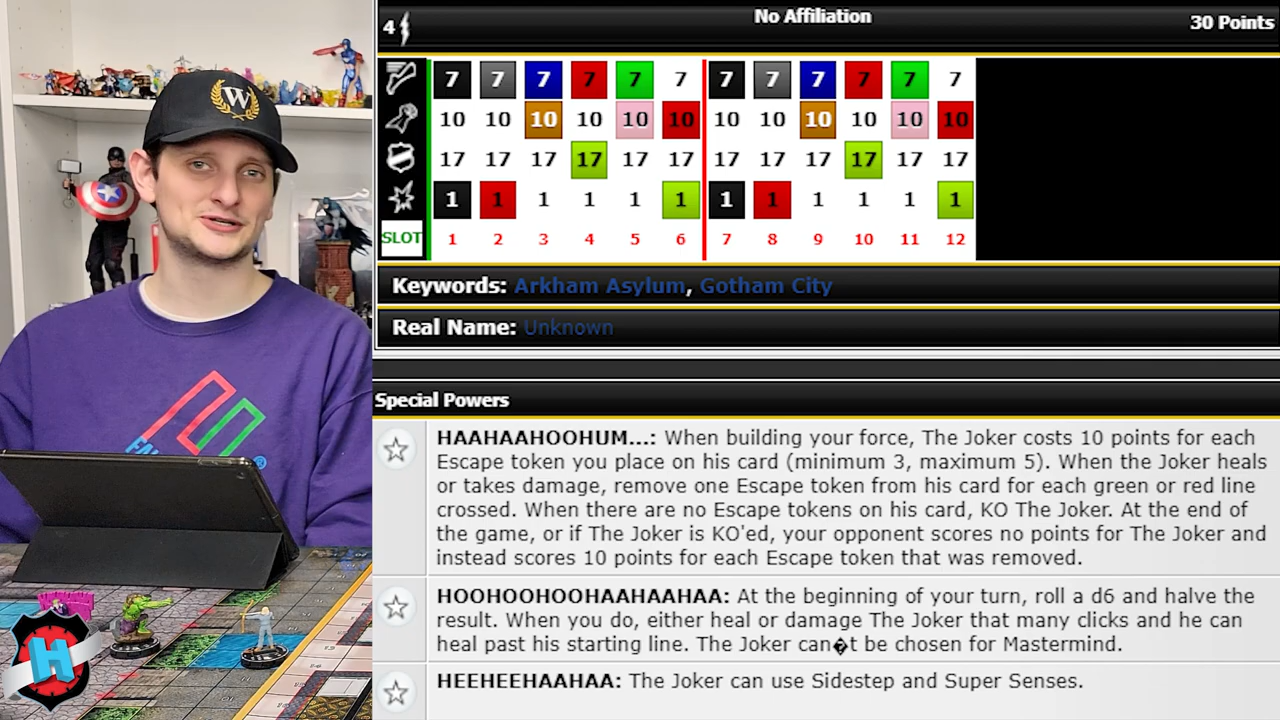 4
No Affiliation
30 Points
7 7 7 7 7 7 7 7 7 7 7 7
10 10 10 10 10 10 10 10 10 10 10 10
17 17 17 17 17 17 17 17 17 17 17 17
1 1 1 1 1 1 1 1 1 1 1 1
SLOT 1 2 3 4 5 6 7 8 9 10 11 12
Keywords: Arkham Asylum, Gotham City
Real Name: Unknown
Special Powers
HAAHAAHOOHUM...: When building your force, The Joker costs 10 points for each
Escape token you place on his card (minimum 3, maximum 5). When the Joker heals
or takes damage, remove one Escape token from his card for each green or red line
crossed. When there are no Escape tokens on his card, KO The Joker. At the end of
the game, or if The Joker is KO'ed, your opponent scores no points for The Joker and
instead scores 10 points for each Escape token that was removed.
HOOHOOHOOHAAHAAHAA: At the beginning of your turn, roll a d6 and halve the
result. When you do, either heal or damage The Joker that many clicks and he can
heal past his starting line. The Joker can�t be chosen for Mastermind.
HEEHEEHAAHAA: The Joker can use Sidestep and Super Senses.
W
H